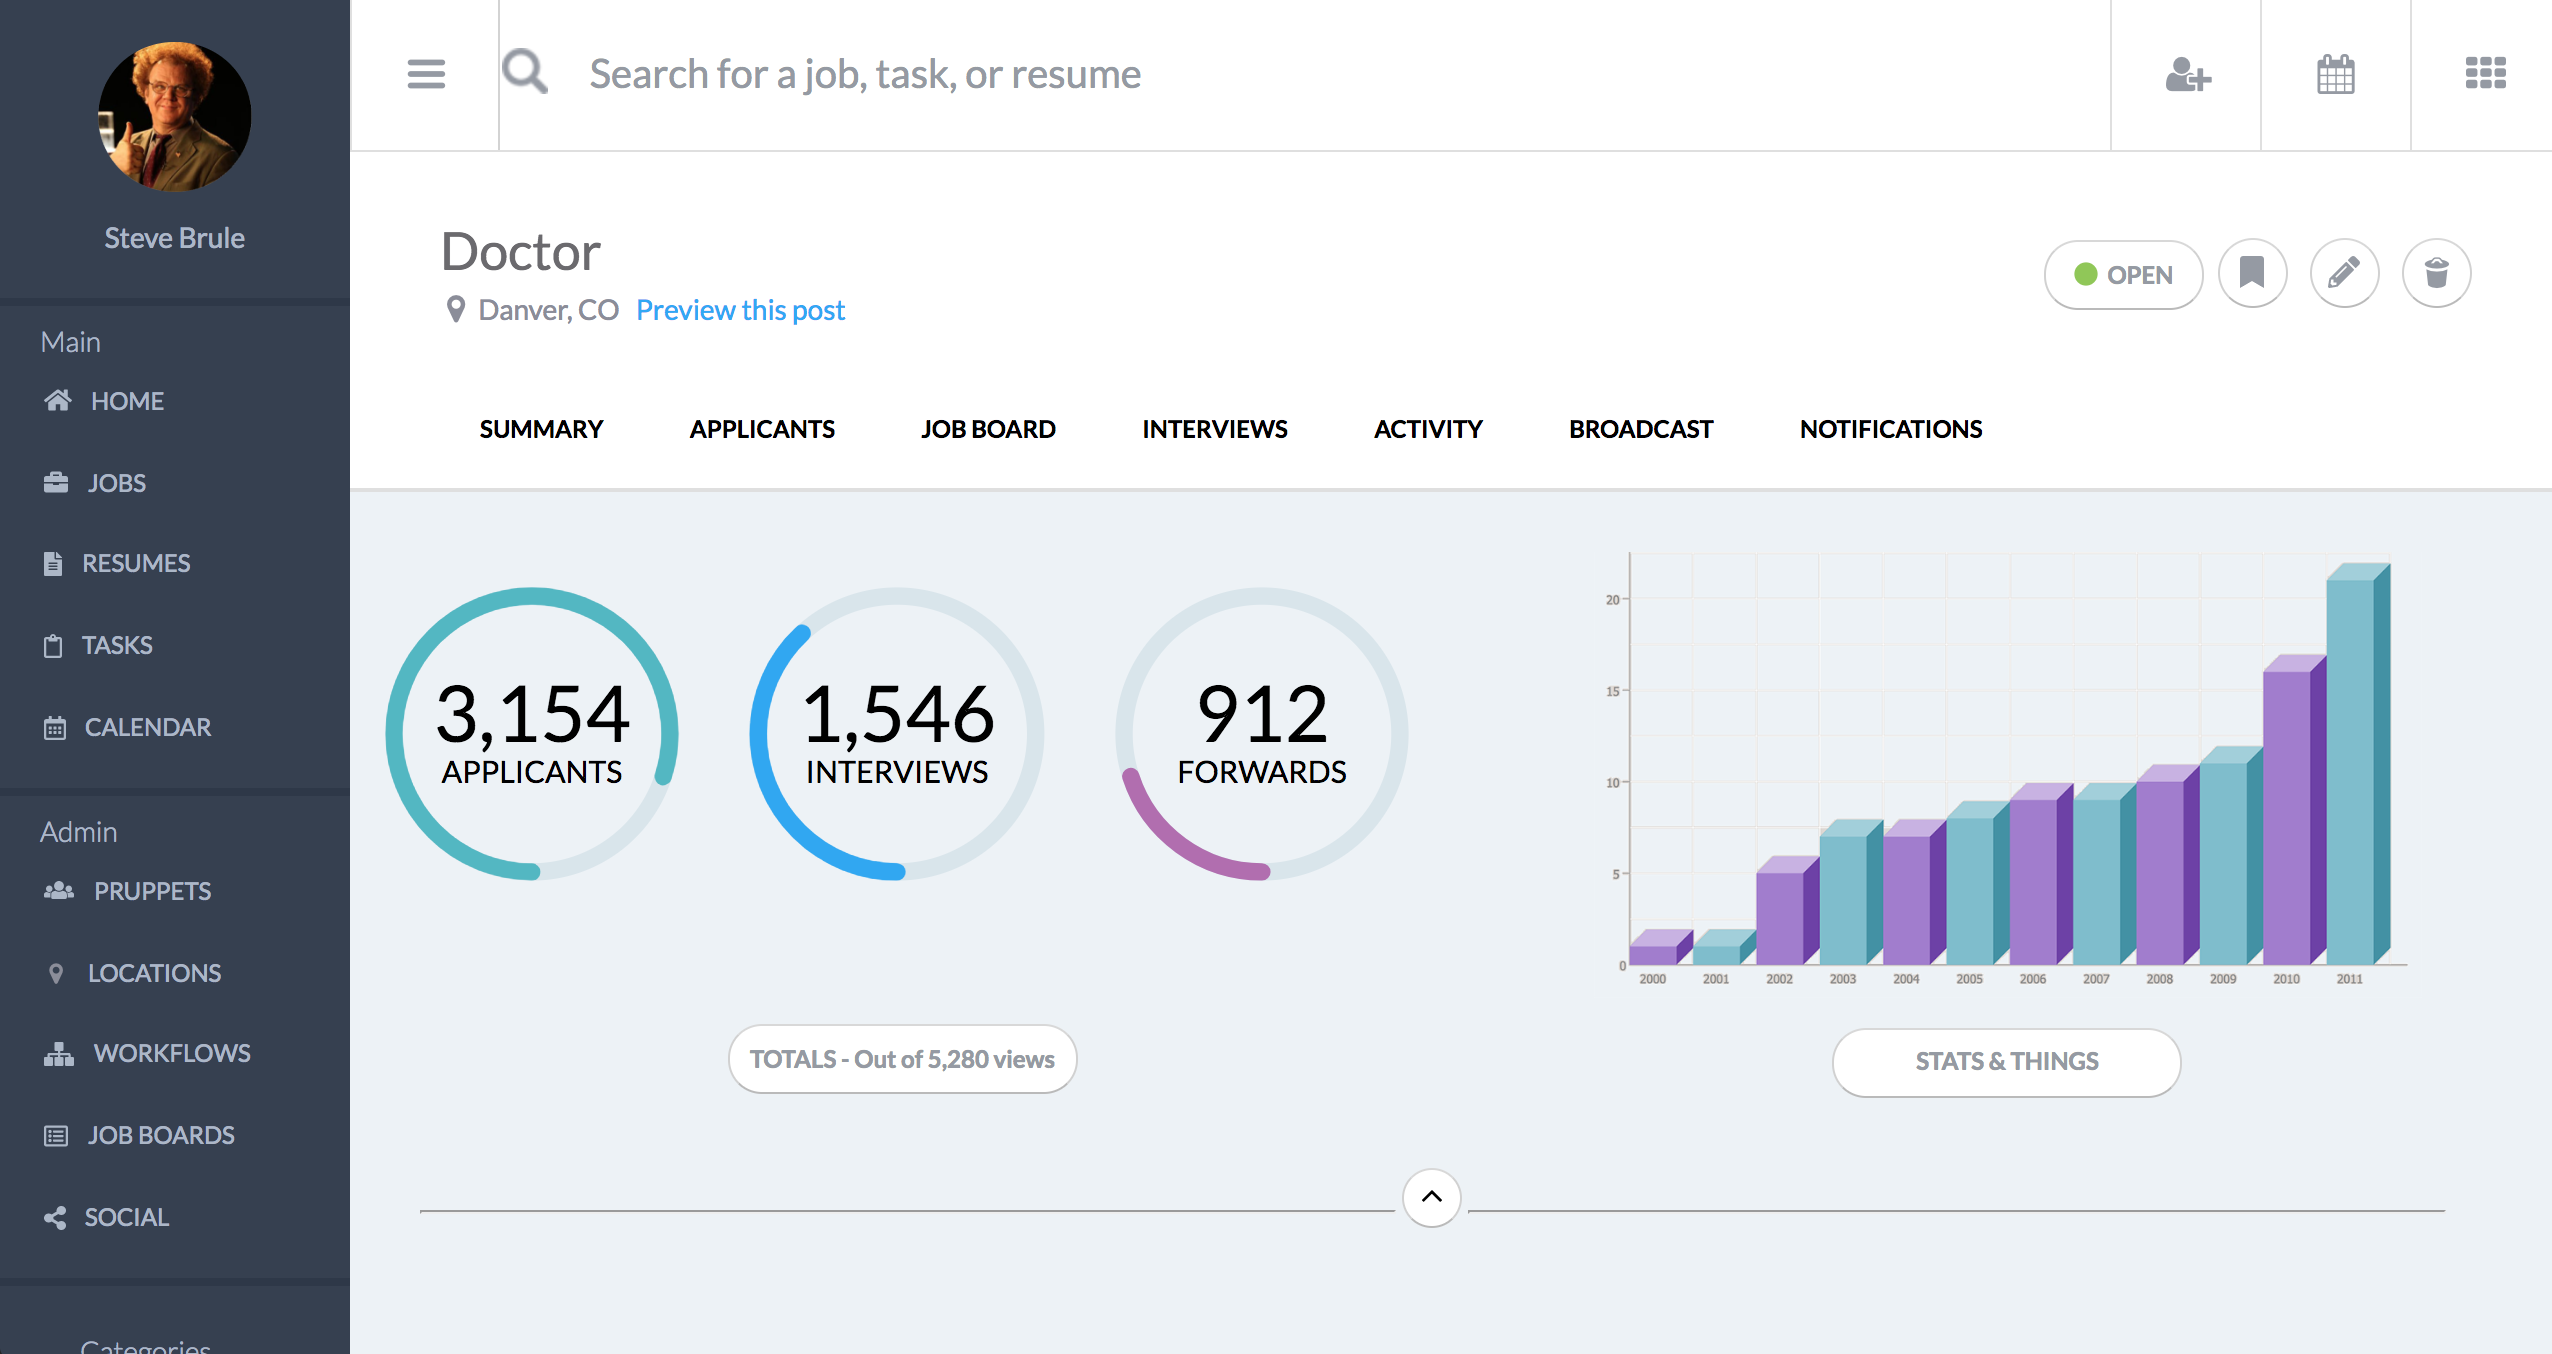 Steve Brule
Main
HOME
JOBS
RESUMES
TASKS
CALENDAR
Admin
PRUPPETS
LOCATIONS
WORKFLOWS
JOB BOARDS
SOCIAL
Categories
Search for a job, task, or resume
Doctor
Danver, CO Preview this post
OPEN
SUMMARY APPLICANTS JOB BOARD INTERVIEWS ACTIVITY BROADCAST NOTIFICATIONS
3,154
APPLICANTS
1,546
INTERVIEWS
912
FORWARDS
TOTALS - Out of 5,280 views
20
15
10
5
0
2000 2001 2002 2003 2004 2005 2006 2007 2008 2009 2010 2011
STATS & THINGS